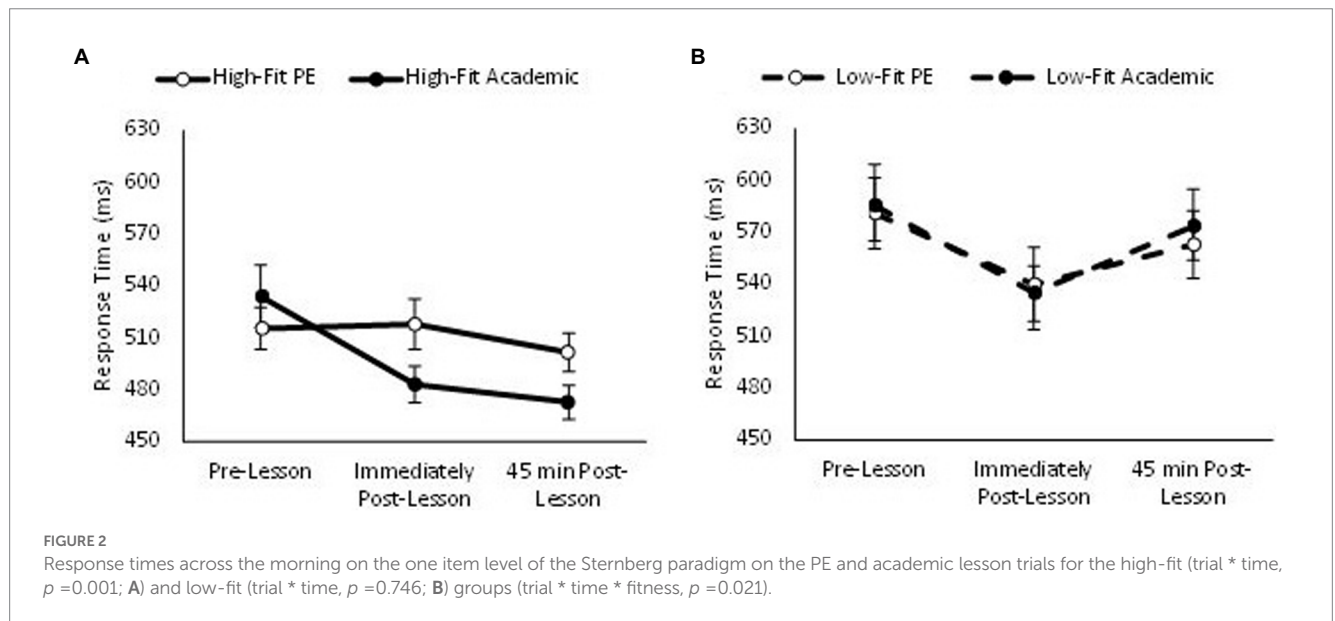 A
High-Fit PE High-Fit Academic
Response Time (ms)
630
600
570
540
510
480
450
Pre-Lesson Immediately 45 min Post-
Post-Lesson Lesson
B
Low-Fit PE Low-Fit Academic
Response Time (ms)
630
600
570
540
510
480
450
Pre-Lesson Immediately 45 min Post-
Post-Lesson Lesson
FIGURE 2
Response times across the morning on the one item level of the Sternberg paradigm on the PE and academic lesson trials for the high-fit (trial * time,
p =0.001; A) and low-fit (trial * time, p =0.746; B) groups (trial * time * fitness, p =0.021).